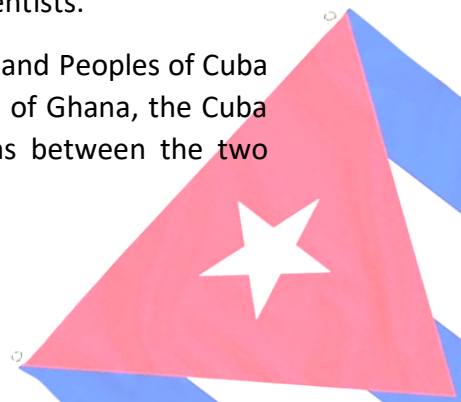 entists.
and Peoples of Cuba
of Ghana, the Cuba
ns between the two